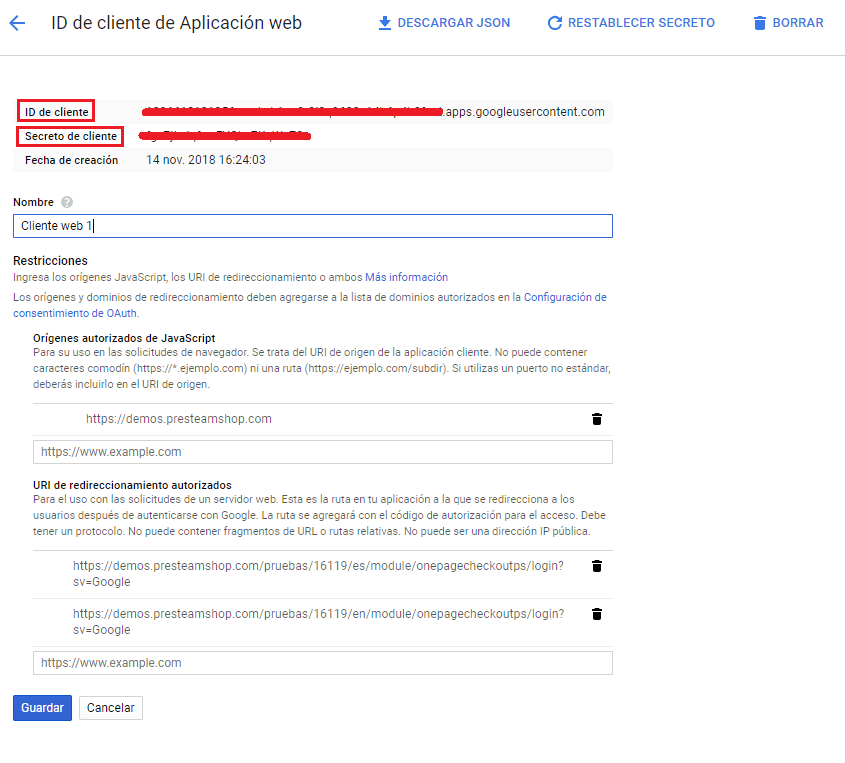 ID de cliente de Aplicación web
DESCARGAR JSON
RESTABLECER SECRETO
BORRAR
ID de cliente
.apps.googleusercontent.com
Secreto de cliente
Fecha de creación
14 nov. 2018 16:24:03
Nombre
Cliente web 1
Restricciones
Ingresa los orígenes JavaScript, los URI de redireccionamiento o ambos Más información
Los orígenes y dominios de redireccionamiento deben agregarse a la lista de dominios autorizados en la Configuración de
consentimiento de OAuth.
Orígenes autorizados de JavaScript
Para su uso en las solicitudes de navegador. Se trata del URI de origen de la aplicación cliente. No puede contener
caracteres comodín (https://*.ejemplo.com) ni una ruta (https://ejemplo.com/subdir). Si utilizas un puerto no estándar,
deberás incluirlo en el URI de origen.
https://demos.presteamshop.com
https://www.example.com
URI de redireccionamiento autorizados
Para el uso con las solicitudes de un servidor web. Esta es la ruta en tu aplicación a la que se redirecciona a los
usuarios después de autenticarse con Google. La ruta se agregará con el código de autorización para el acceso. Debe
tener un protocolo. No puede contener fragmentos de URL o rutas relativas. No puede ser una dirección IP pública.
https://demos.presteamshop.com/pruebas/16119/es/module/onepagecheckoutps/login?
sv=Google
https://demos.presteamshop.com/pruebas/16119/en/module/onepagecheckoutps/login?
sv=Google
https://www.example.com
Guardar
Cancelar